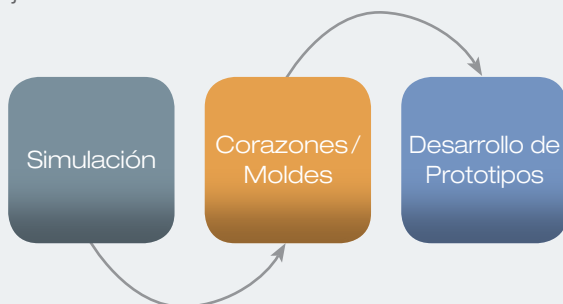 Simulación
Corazones /
Moldes
Desarrollo de
Prototipos